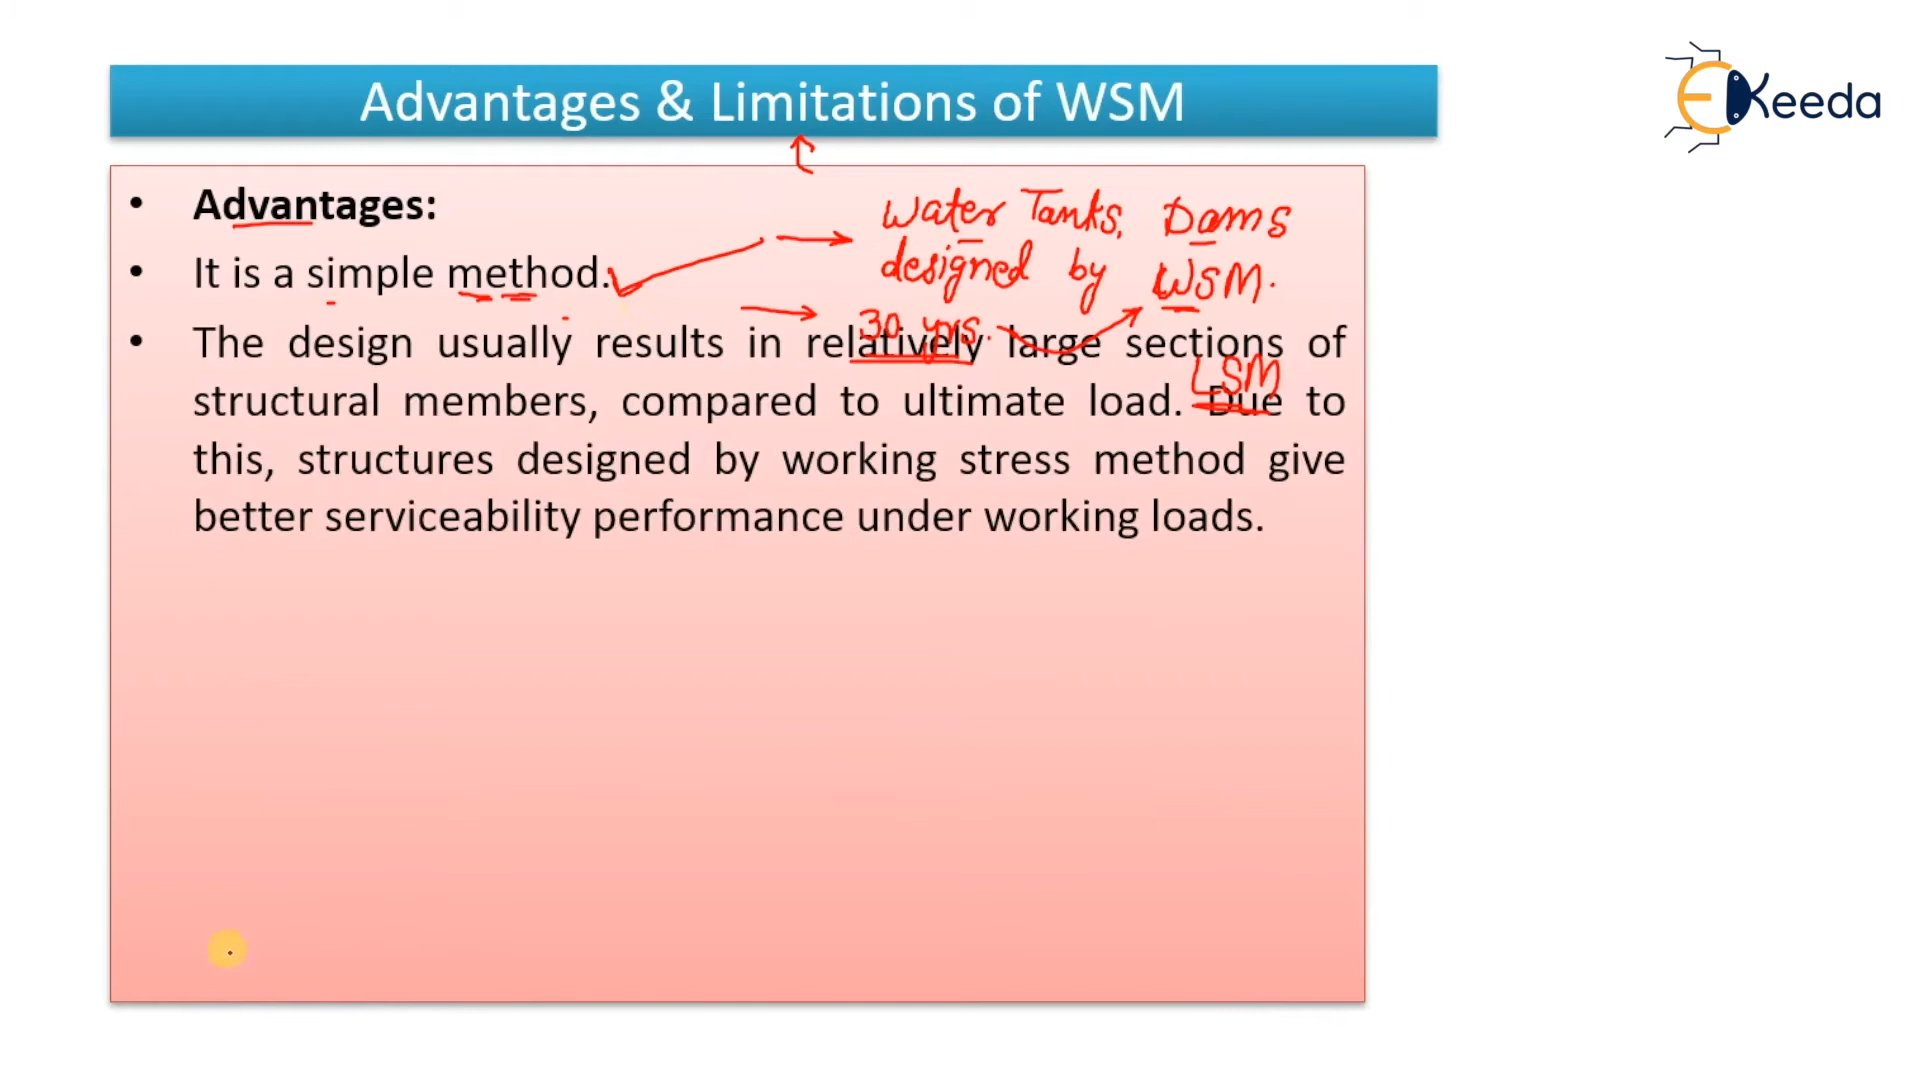 Advantages & Limitations of WSM
EKeeda
• Advantages:
Water Tanks, Dams
• It is a simple method.
designed by WSM.
30 yrs.
• The design usually results in relatively large sections of
LSM
structural members, compared to ultimate load. Due to
this, structures designed by working stress method give
better serviceability performance under working loads.